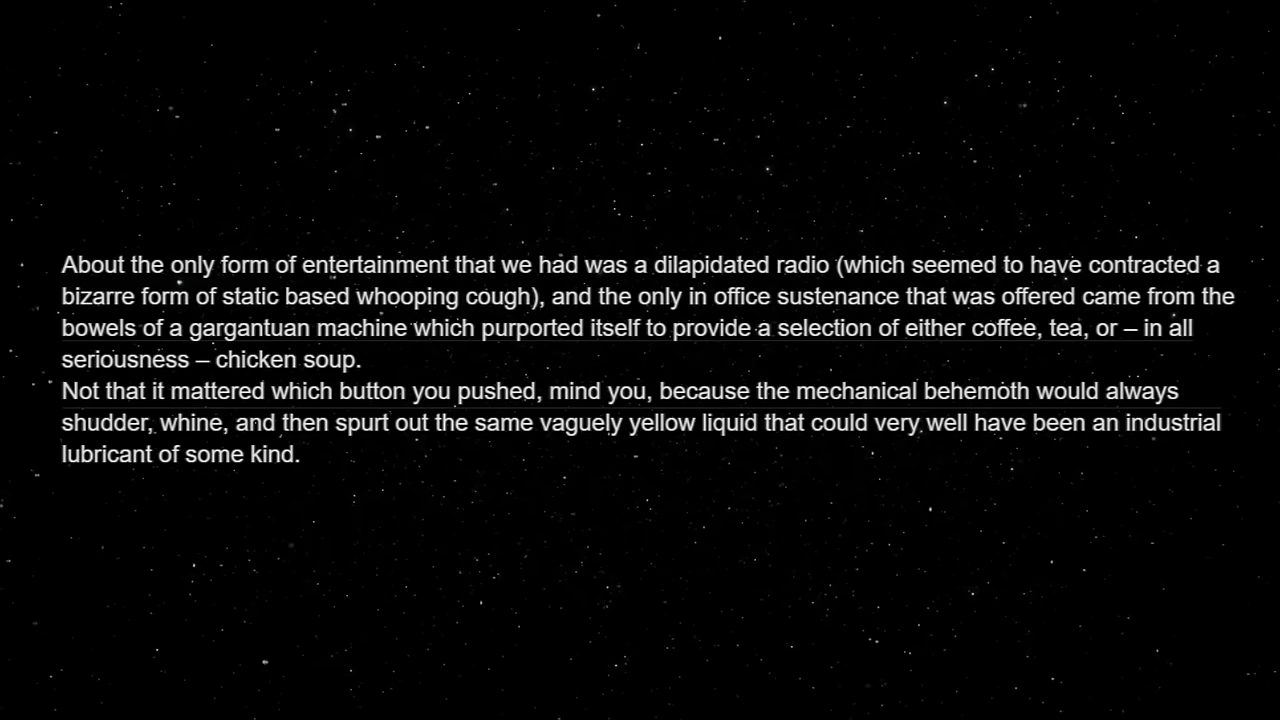 About the only form of entertainment that we had was a dilapidated radio (which seemed to have contracted a
bizarre form of static based whooping cough), and the only in office sustenance that was offered came from the
bowels of a gargantuan machine which purported itself to provide a selection of either coffee, tea, or – in all
seriousness – chicken soup.
Not that it mattered which button you pushed, mind you, because the mechanical behemoth would always
shudder, whine, and then spurt out the same vaguely yellow liquid that could very well have been an industrial
lubricant of some kind.